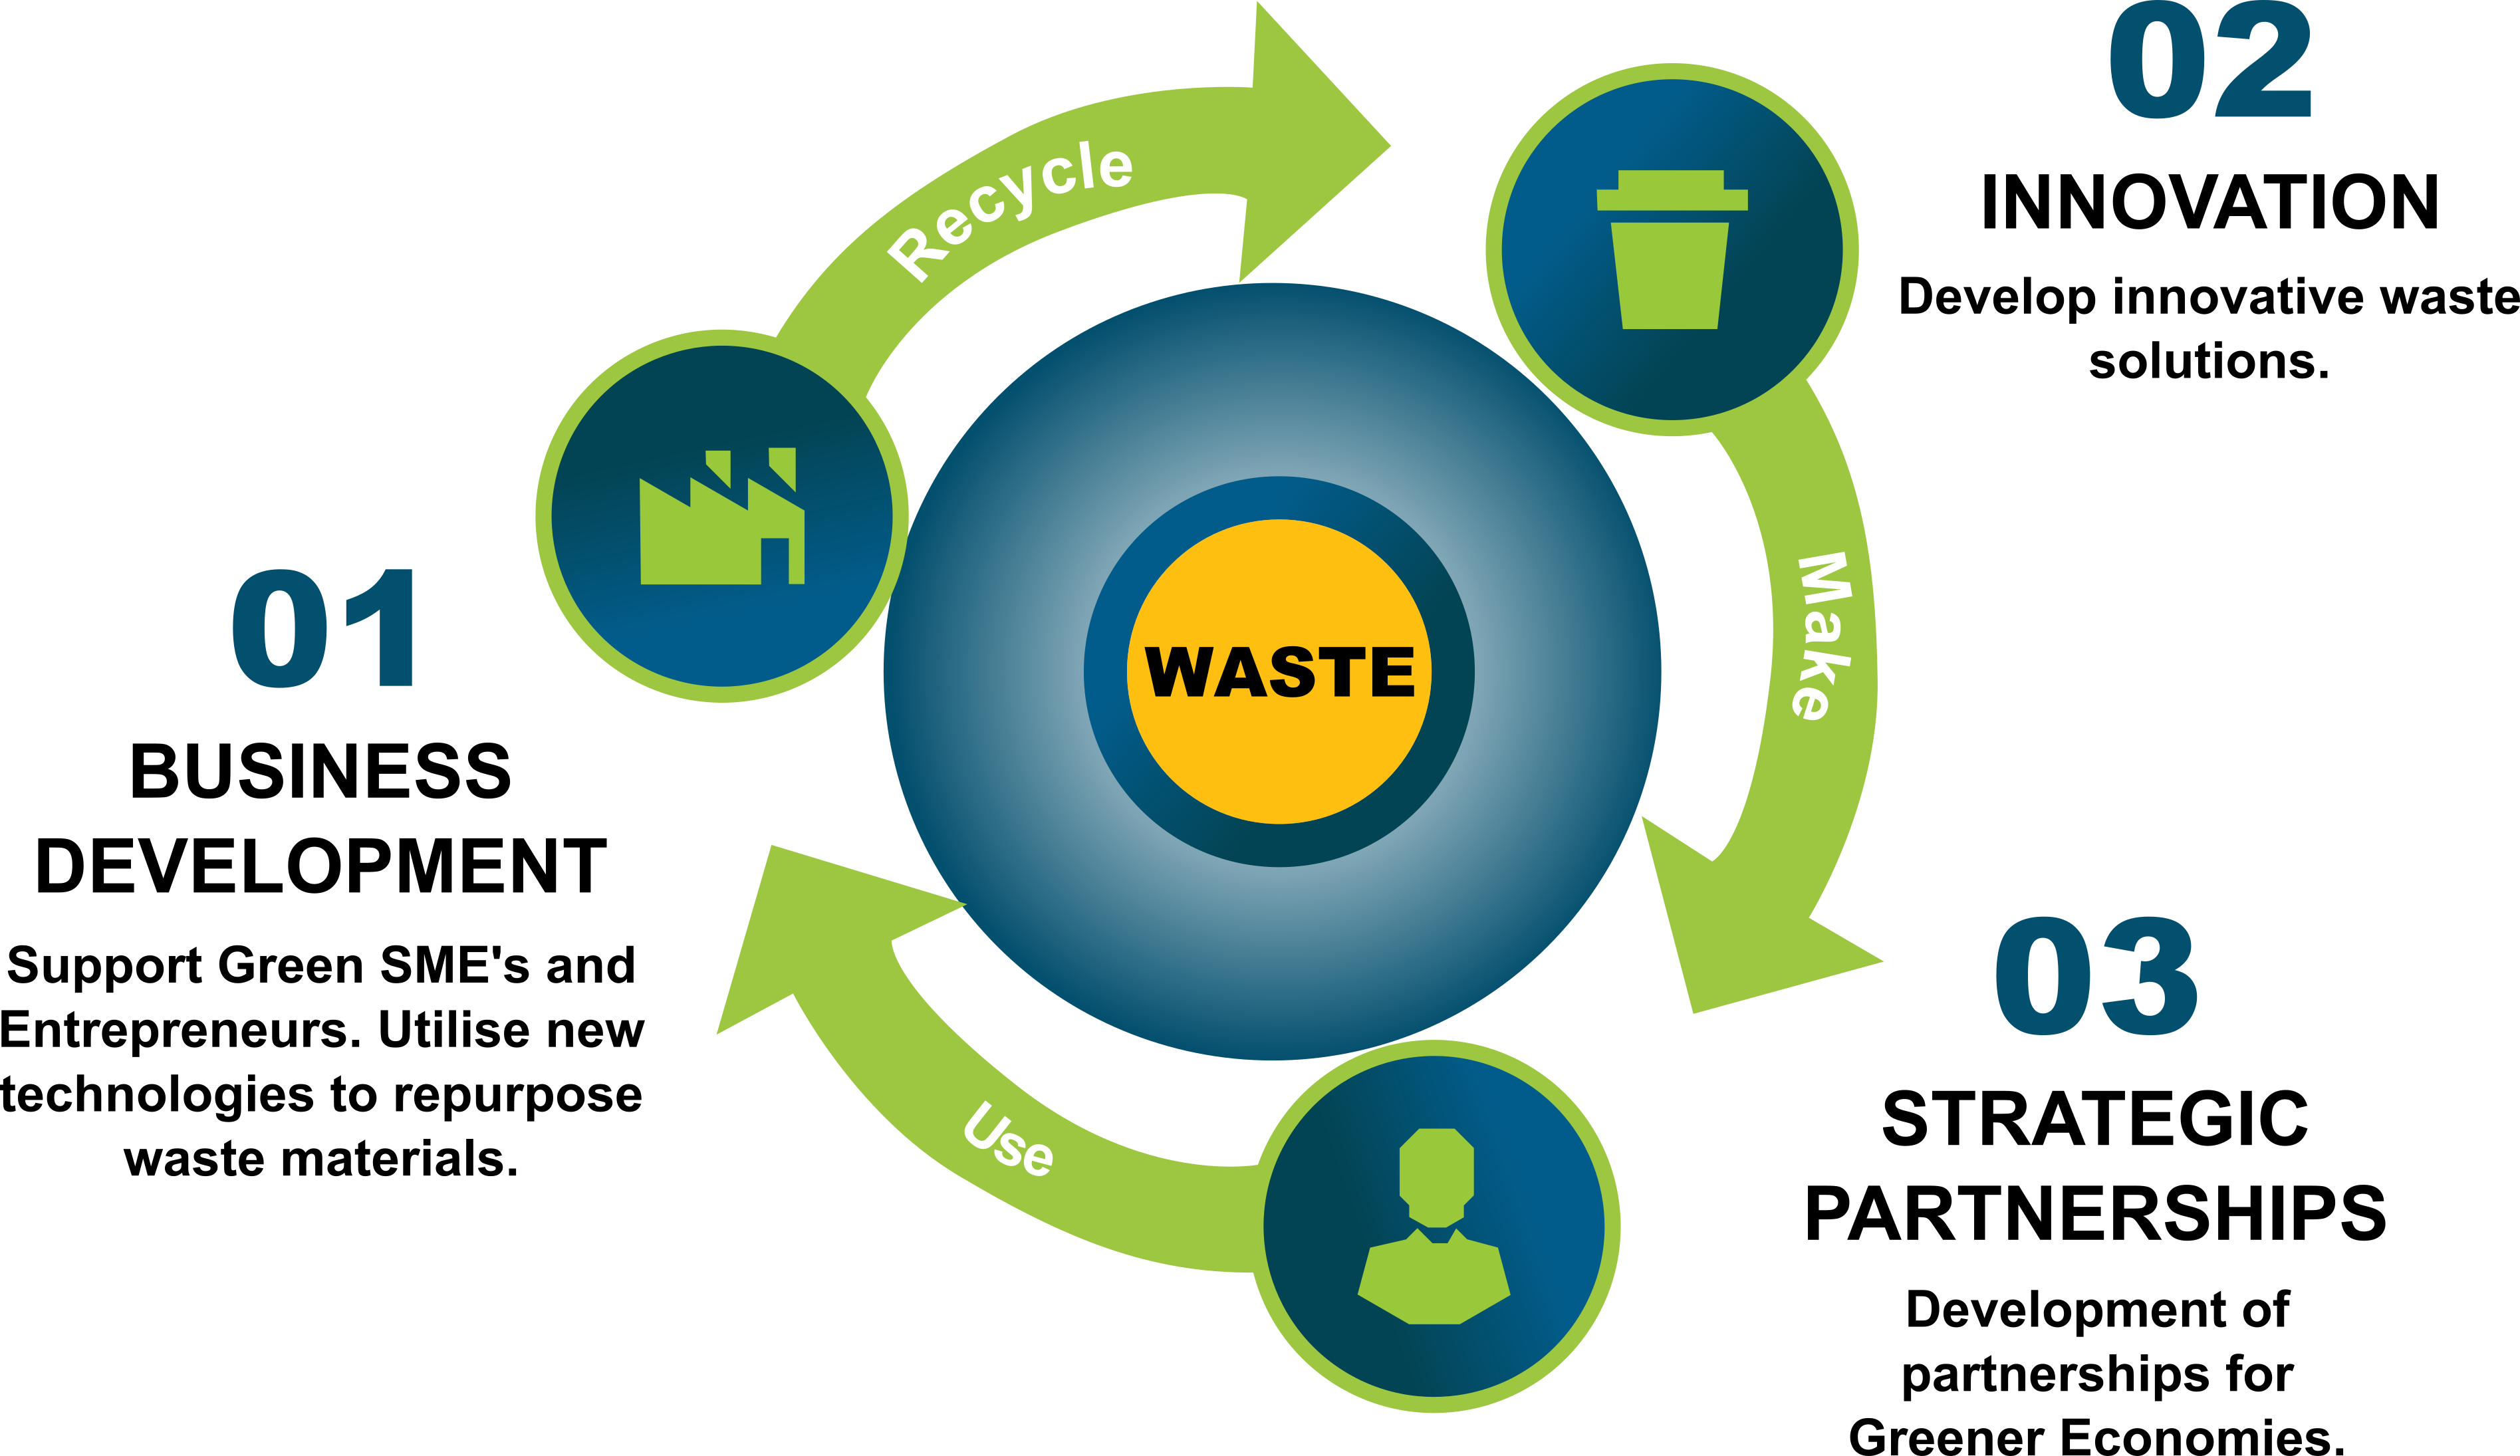 02
INNOVATION
Develop innovative waste
solutions.
Recycle
Make
WASTE
01
BUSINESS
DEVELOPMENT
Support Green SME's and
Entrepreneurs. Utilise new
technologies to repurpose
waste materials.
Use
03
STRATEGIC
PARTNERSHIPS
Development of
partnerships for
Greener Economies.